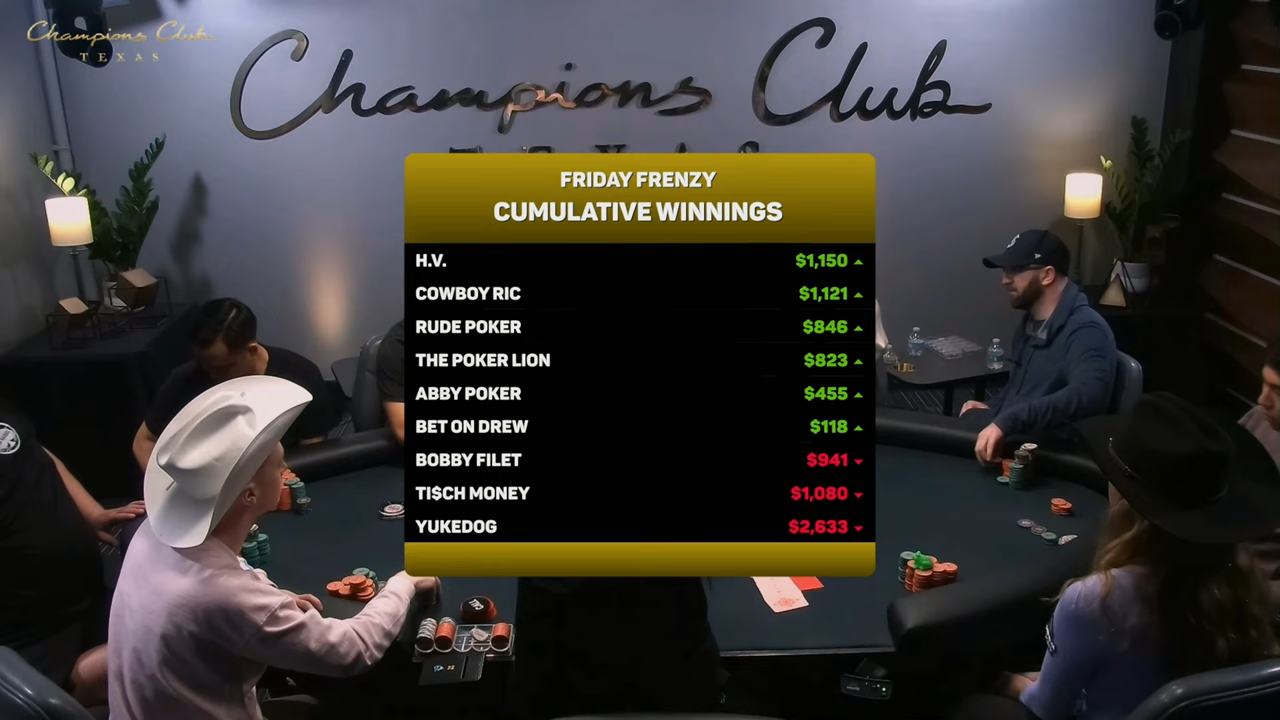 Champions Club
TEXAS
Champions Club
FRIDAY FRENZY
CUMULATIVE WINNINGS
H.V. $1,150
COWBOY RIC $1,121
RUDE POKER $846
THE POKER LION $823
ABBY POKER $455
BET ON DREW $118
BOBBY FILET $941
TI$CH MONEY $1,080
YUKEDOG $2,633